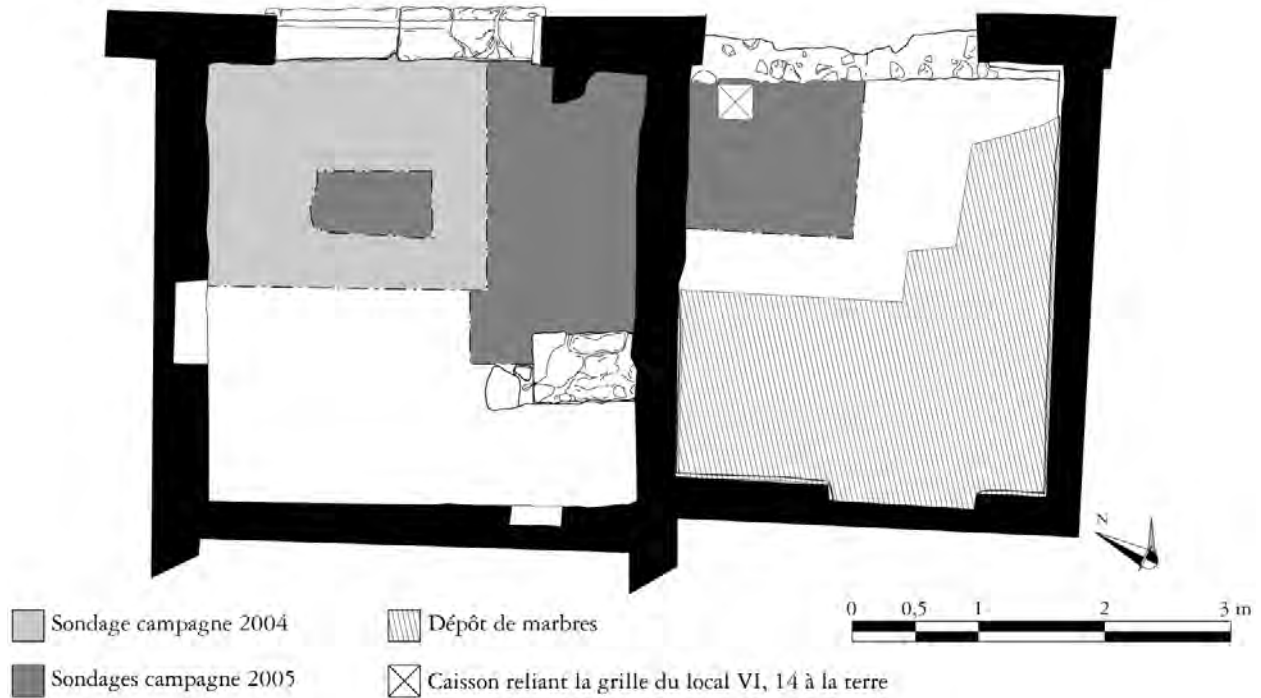 N
0 0,5 1 2 3 m
Sondage campagne 2004
Dépôt de marbres
Sondages campagne 2005
Caisson reliant la grille du local VI, 14 à la terre